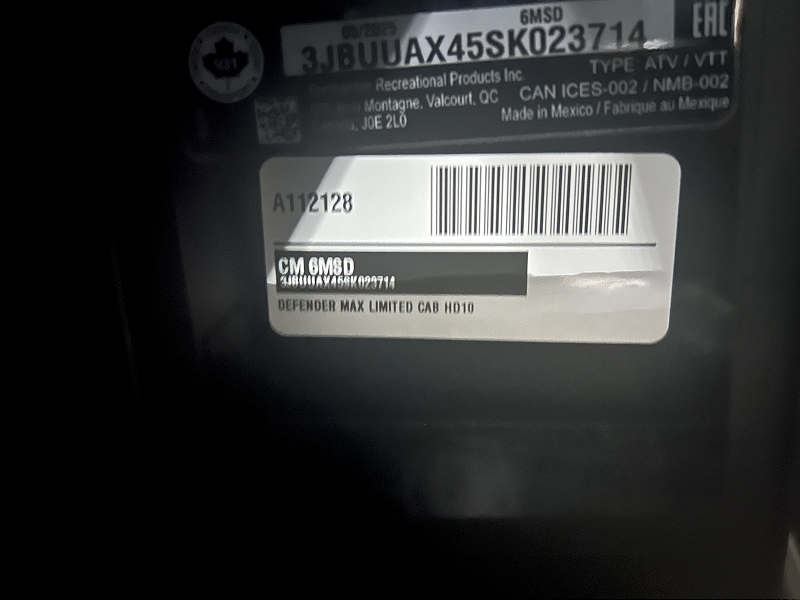 05/2025 6MSD EAC
3JBUUAX45SK023714
931
TYPE ATV / VTT
Recreational Products Inc.
CAN ICES-002 / NMB-002
Montagne, Valcourt, QC
Made in Mexico / Fabriqué au Mexique
J0E 2L0
A112128
CM 6MSD
3JBUUAX45SK023714
DEFENDER MAX LIMITED CAB HD10